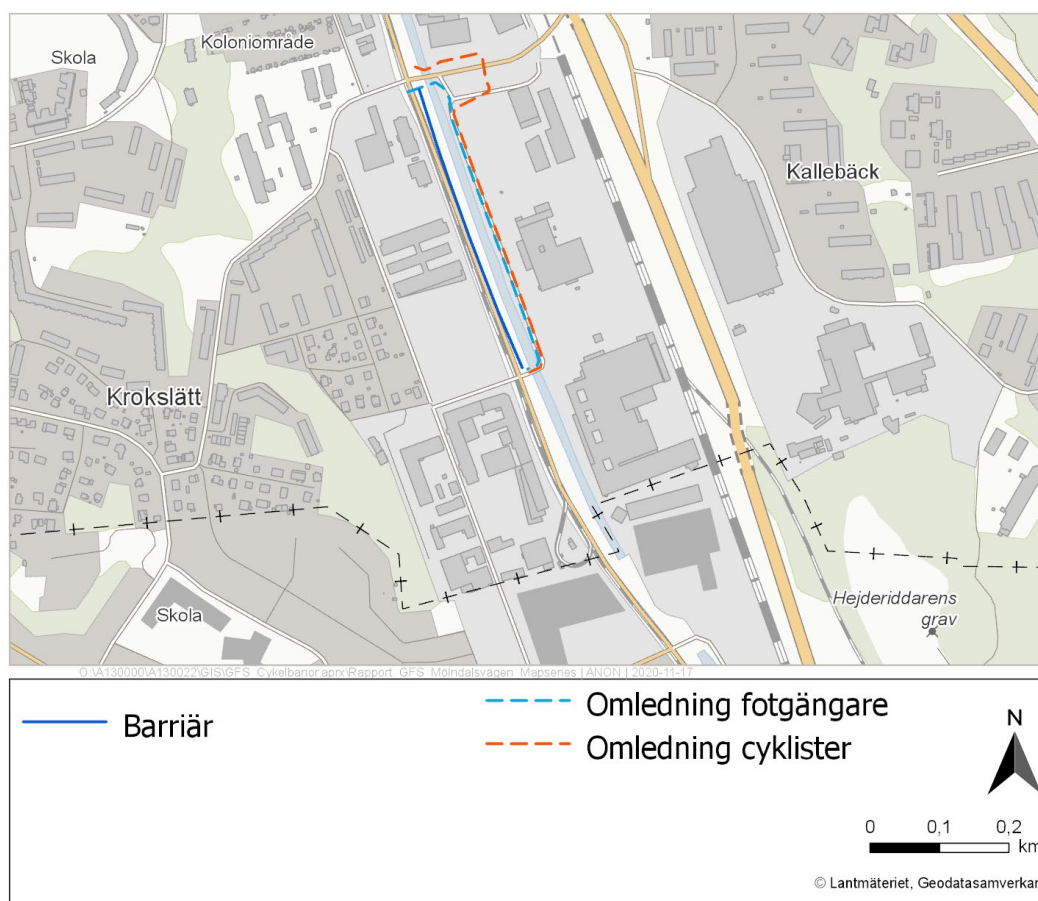 Skola
Koloniområde
Kallebäck
Krokslätt
Skola
Hejderiddarens
grav
O:\A130000\A130022\GIS\GFS_Cykelbanor.aprx\Rapport_GFS_Mölndalsvägen_Mapseries | ANON | 2020-11-17
Barriär
Omledning fotgängare
Omledning cyklister
N
0 0,1 0,2
km
© Lantmäteriet, Geodatasamverkan